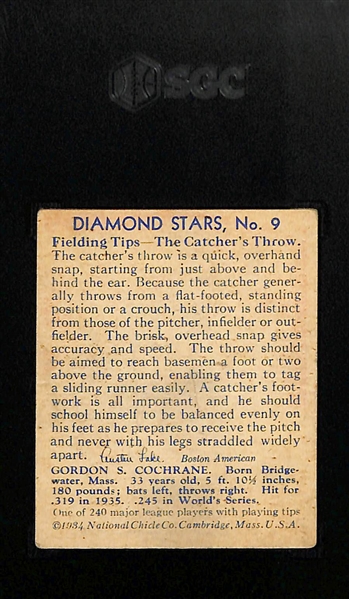 SGC
DIAMOND STARS, No. 9
Fielding Tips—The Catcher's Throw.
The catcher's throw is a quick, overhand
snap, starting from just above and be-
hind the ear. Because the catcher gener-
ally throws from a flat-footed, standing
position or a crouch, his throw is distinct
from those of the pitcher, infielder or out-
fielder. The brisk, overhead snap gives
accuracy and speed. The throw should
be aimed to reach basemen a foot or two
above the ground, enabling them to tag
a sliding runner easily. A catcher's foot-
work is all important, and he should
school himself to be balanced evenly on
his feet as he prepares to receive the pitch
and never with his legs straddled widely
apart. Austen Lake. Boston American
GORDON S. COCHRANE. Born Bridge-
water, Mass. 33 years old, 5 ft. 10½ inches,
180 pounds; bats left, throws right. Hit for
.319 in 1935. .245 in World's Series.
One of 240 major league players with playing tips
©1934 National Chicle Co. Cambridge, Mass. U.S.A.